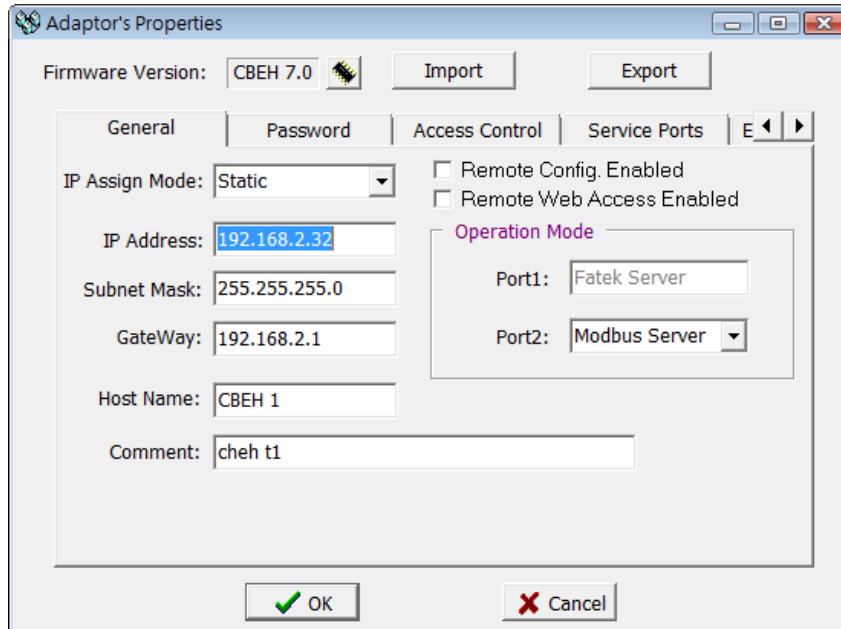 Adaptor's Properties
Firmware Version: CBEH 7.0 Import Export
General Password Access Control Service Ports E
IP Assign Mode: Static
Remote Config. Enabled
Remote Web Access Enabled
IP Address: 192.168.2.32
Subnet Mask: 255.255.255.0
GateWay: 192.168.2.1
Host Name: CBEH 1
Comment: cheh t1
Operation Mode
Port1: Fatek Server
Port2: Modbus Server
OK Cancel